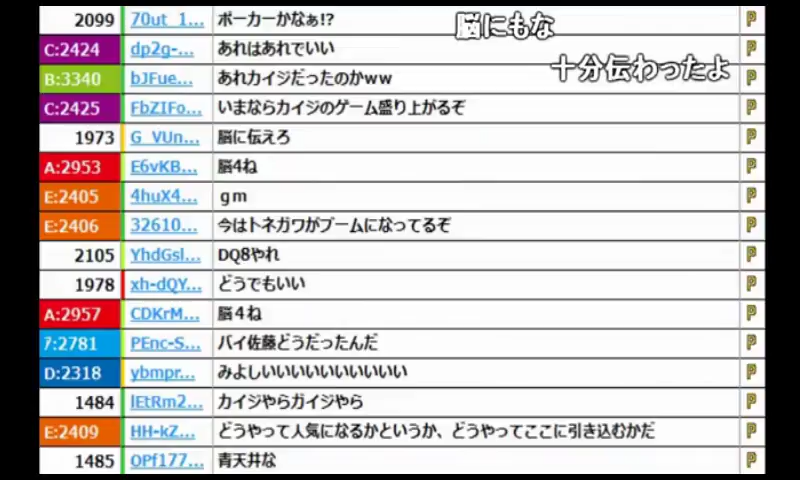 2099 70ut_1... ポーカーかなぁ!? P
脳にもな
C:2424 dp2g-... あれはあれでいい P
十分伝わったよ
B:3340 bJFue... あれカイジだったのかww P
C:2425 FbZIFo... いまならカイジのゲーム盛り上がるぞ P
1973 G_VUn... 脳に伝えろ P
A:2953 E6vKB... 脳4ね P
E:2405 4huX4... gm P
E:2406 32610... 今はトネガワがブームになってるぞ P
2105 YhdGsl... DQ8やれ P
1978 xh-dQY... どうでもいい P
A:2957 CDKrM... 脳４ね P
7:2781 PEnc-S... バイ佐藤どうだったんだ P
D:2318 ybmpr... みよしいいいいいいいいいい P
1484 lEtRm2... カイジやらガイジやら P
E:2409 HH-kZ... どうやって人気になるかというか、どうやってここに引き込むかだ P
1485 OPf177... 青天井な P